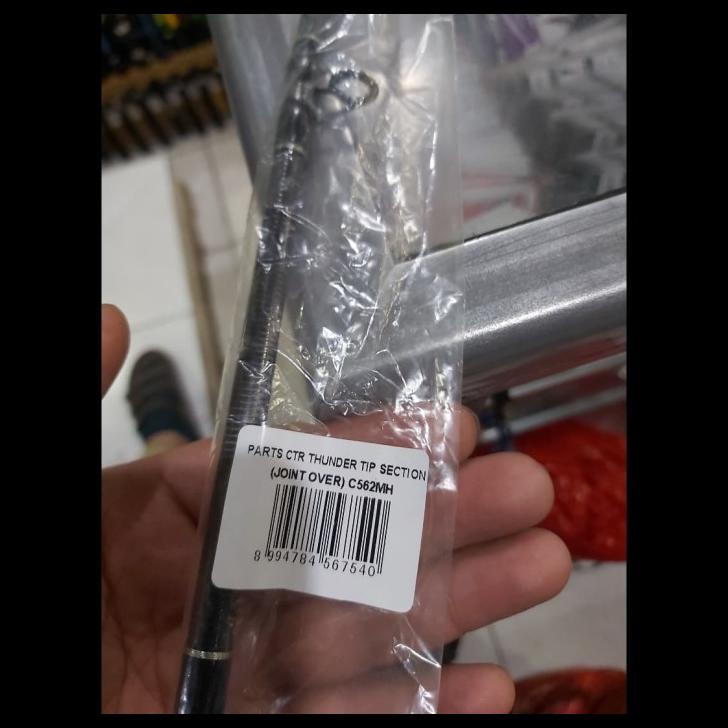 PARTS CTR THUNDER TIP SECTION
(JOINT OVER) C562MH
8 994784 567540